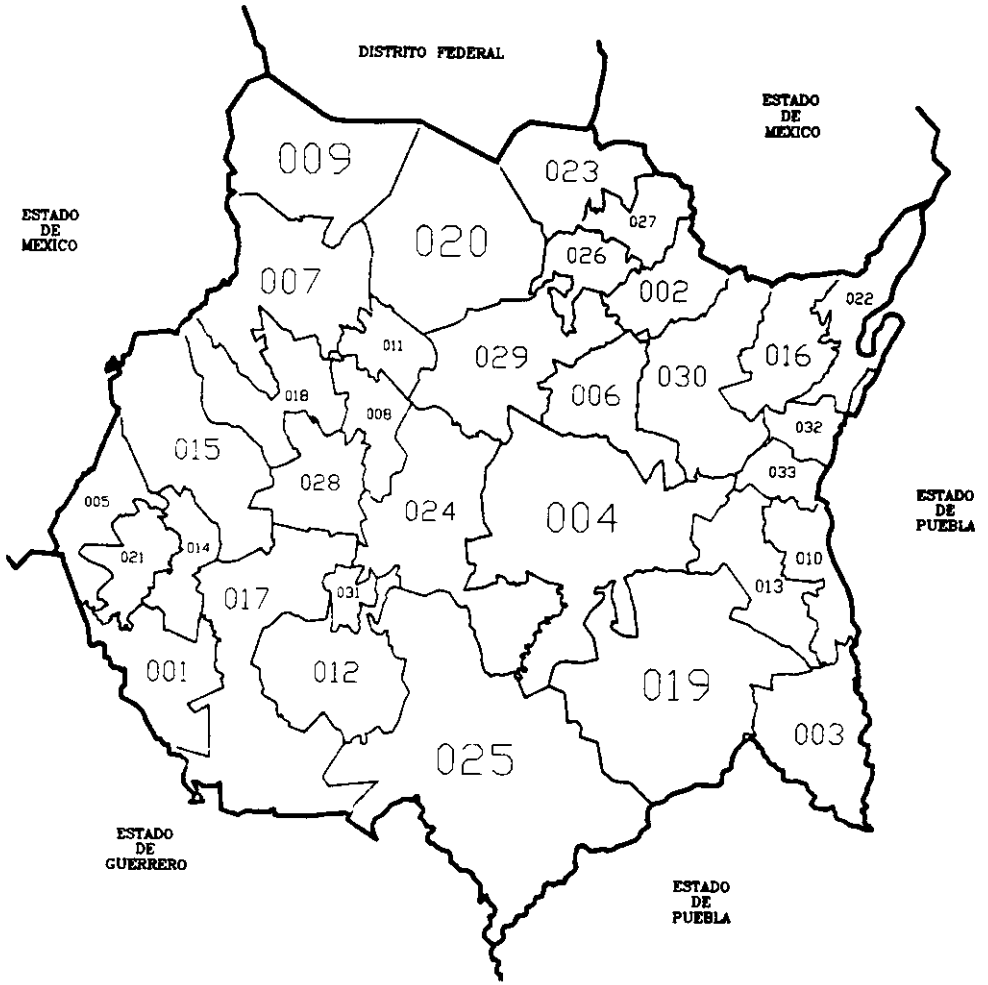 DISTRITO FEDERAL
ESTADO
DE
MEXICO
009
023
ESTADO
DE
MEXICO
027
020
026
007
002
022
011
029
016
030
018
006
008
032
015
033
028
005
024
004
ESTADO
DE
PUEBLA
014
021
010
013
031
017
001
012
019
003
025
ESTADO
DE
GUERRERO
ESTADO
DE
PUEBLA